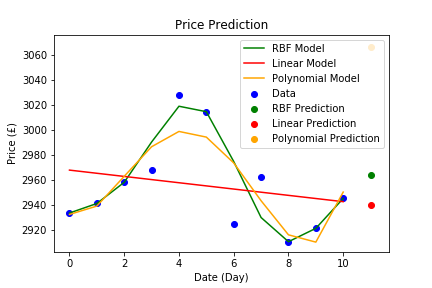 Price Prediction
RBF Model
Linear Model
Polynomial Model
Data
RBF Prediction
Linear Prediction
Polynomial Prediction
Price (£)
3060
3040
3020
3000
2980
2960
2940
2920
0 2 4 6 8 10
Date (Day)